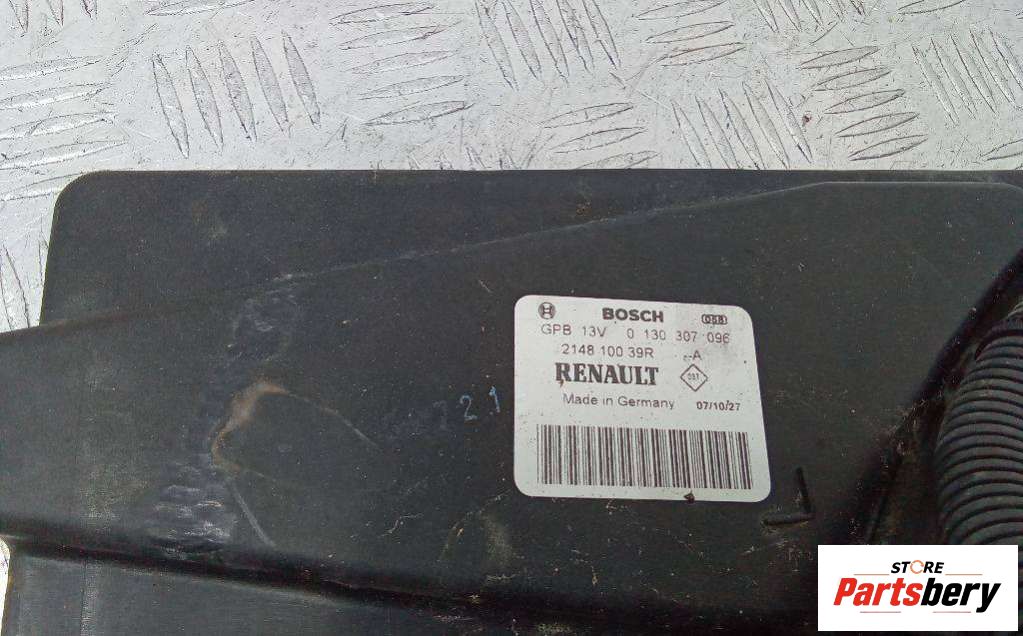 BOSCH
GPB 13V 0 130 307 096
2148 100 39R --A
RENAULT
Made in Germany 07/10/27
721
STORE
Partsbery